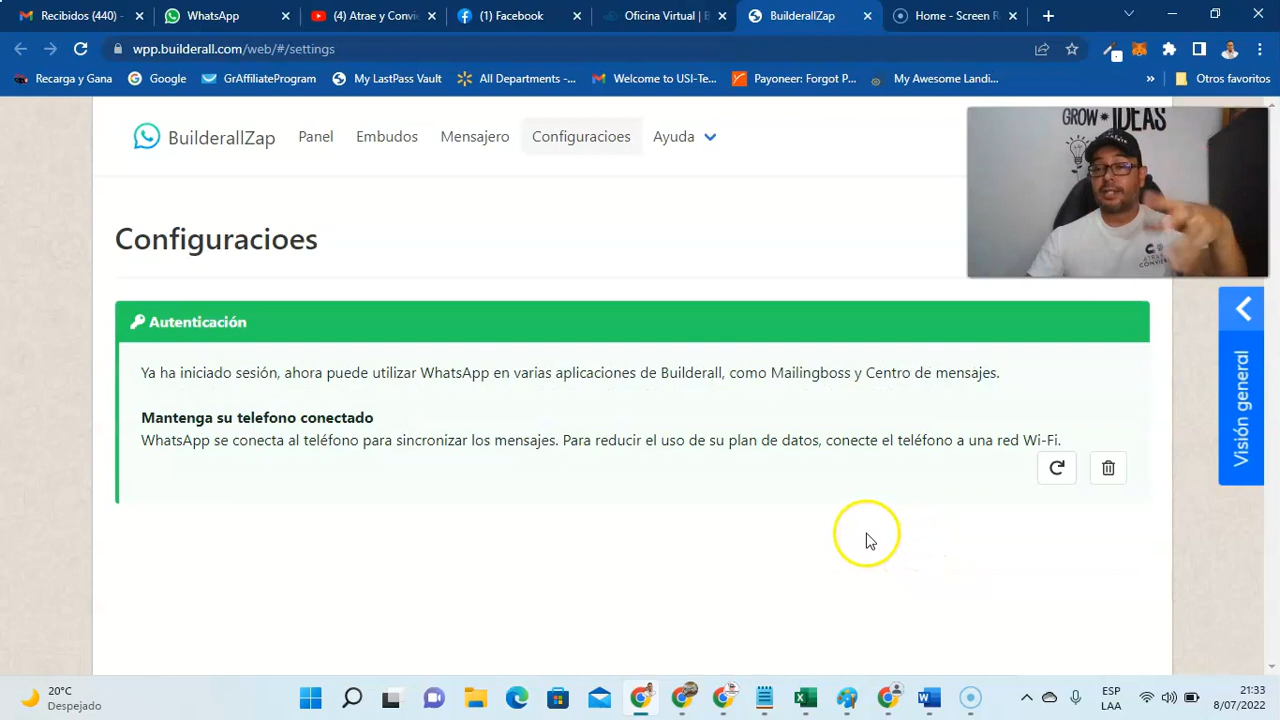 Recibidos (440)
WhatsApp
(4) Atrae y Convi
(1) Facebook
Oficina Virtual | B
BuilderallZap
Home - Screen R
wpp.builderall.com/web/#/settings
Recarga y Gana
Google
GrAffiliateProgram
My LastPass Vault
All Departments -...
Welcome to USI-Te...
Payoneer: Forgot P...
My Awesome Landi...
Otros favoritos
BuilderallZap
Panel
Embudos
Mensajero
Configuracioes
Ayuda
GROW IDEAS
ATRAE
CONVIER
Configuracioes
Autenticación
Ya ha iniciado sesión, ahora puede utilizar WhatsApp en varias aplicaciones de Builderall, como Mailingboss y Centro de mensajes.
Mantenga su telefono conectado
WhatsApp se conecta al teléfono para sincronizar los mensajes. Para reducir el uso de su plan de datos, conecte el teléfono a una red Wi-Fi.
Visión general
20°C
Despejado
ESP
LAA
21:33
8/07/2022